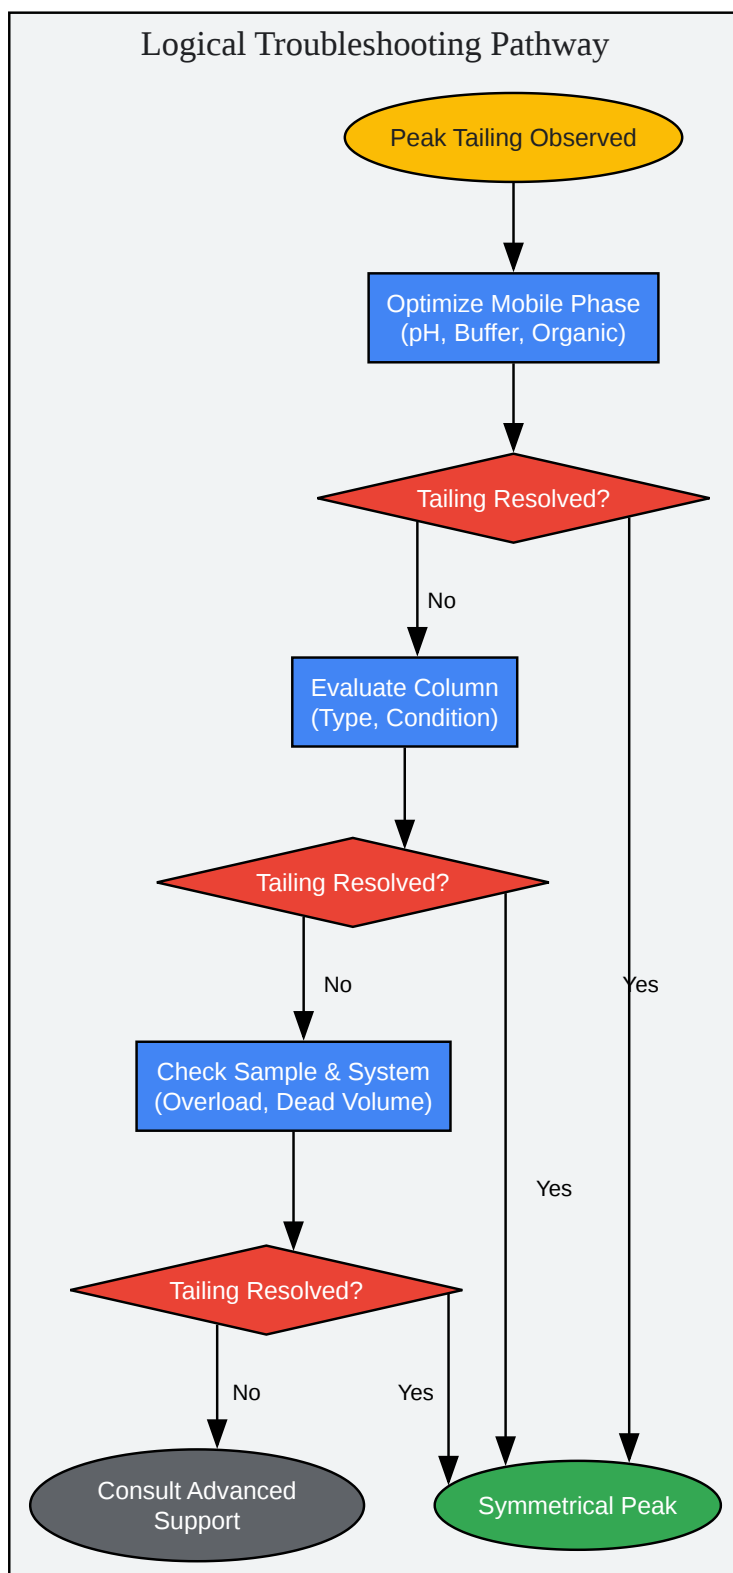 Logical Troubleshooting Pathway
Peak Tailing Observed
Optimize Mobile Phase
(pH, Buffer, Organic)
Tailing Resolved?
No
Evaluate Column
(Type, Condition)
Tailing Resolved?
No
Yes
Check Sample & System
(Overload, Dead Volume)
Yes
Tailing Resolved?
No
Yes
Consult Advanced
Support
Symmetrical Peak